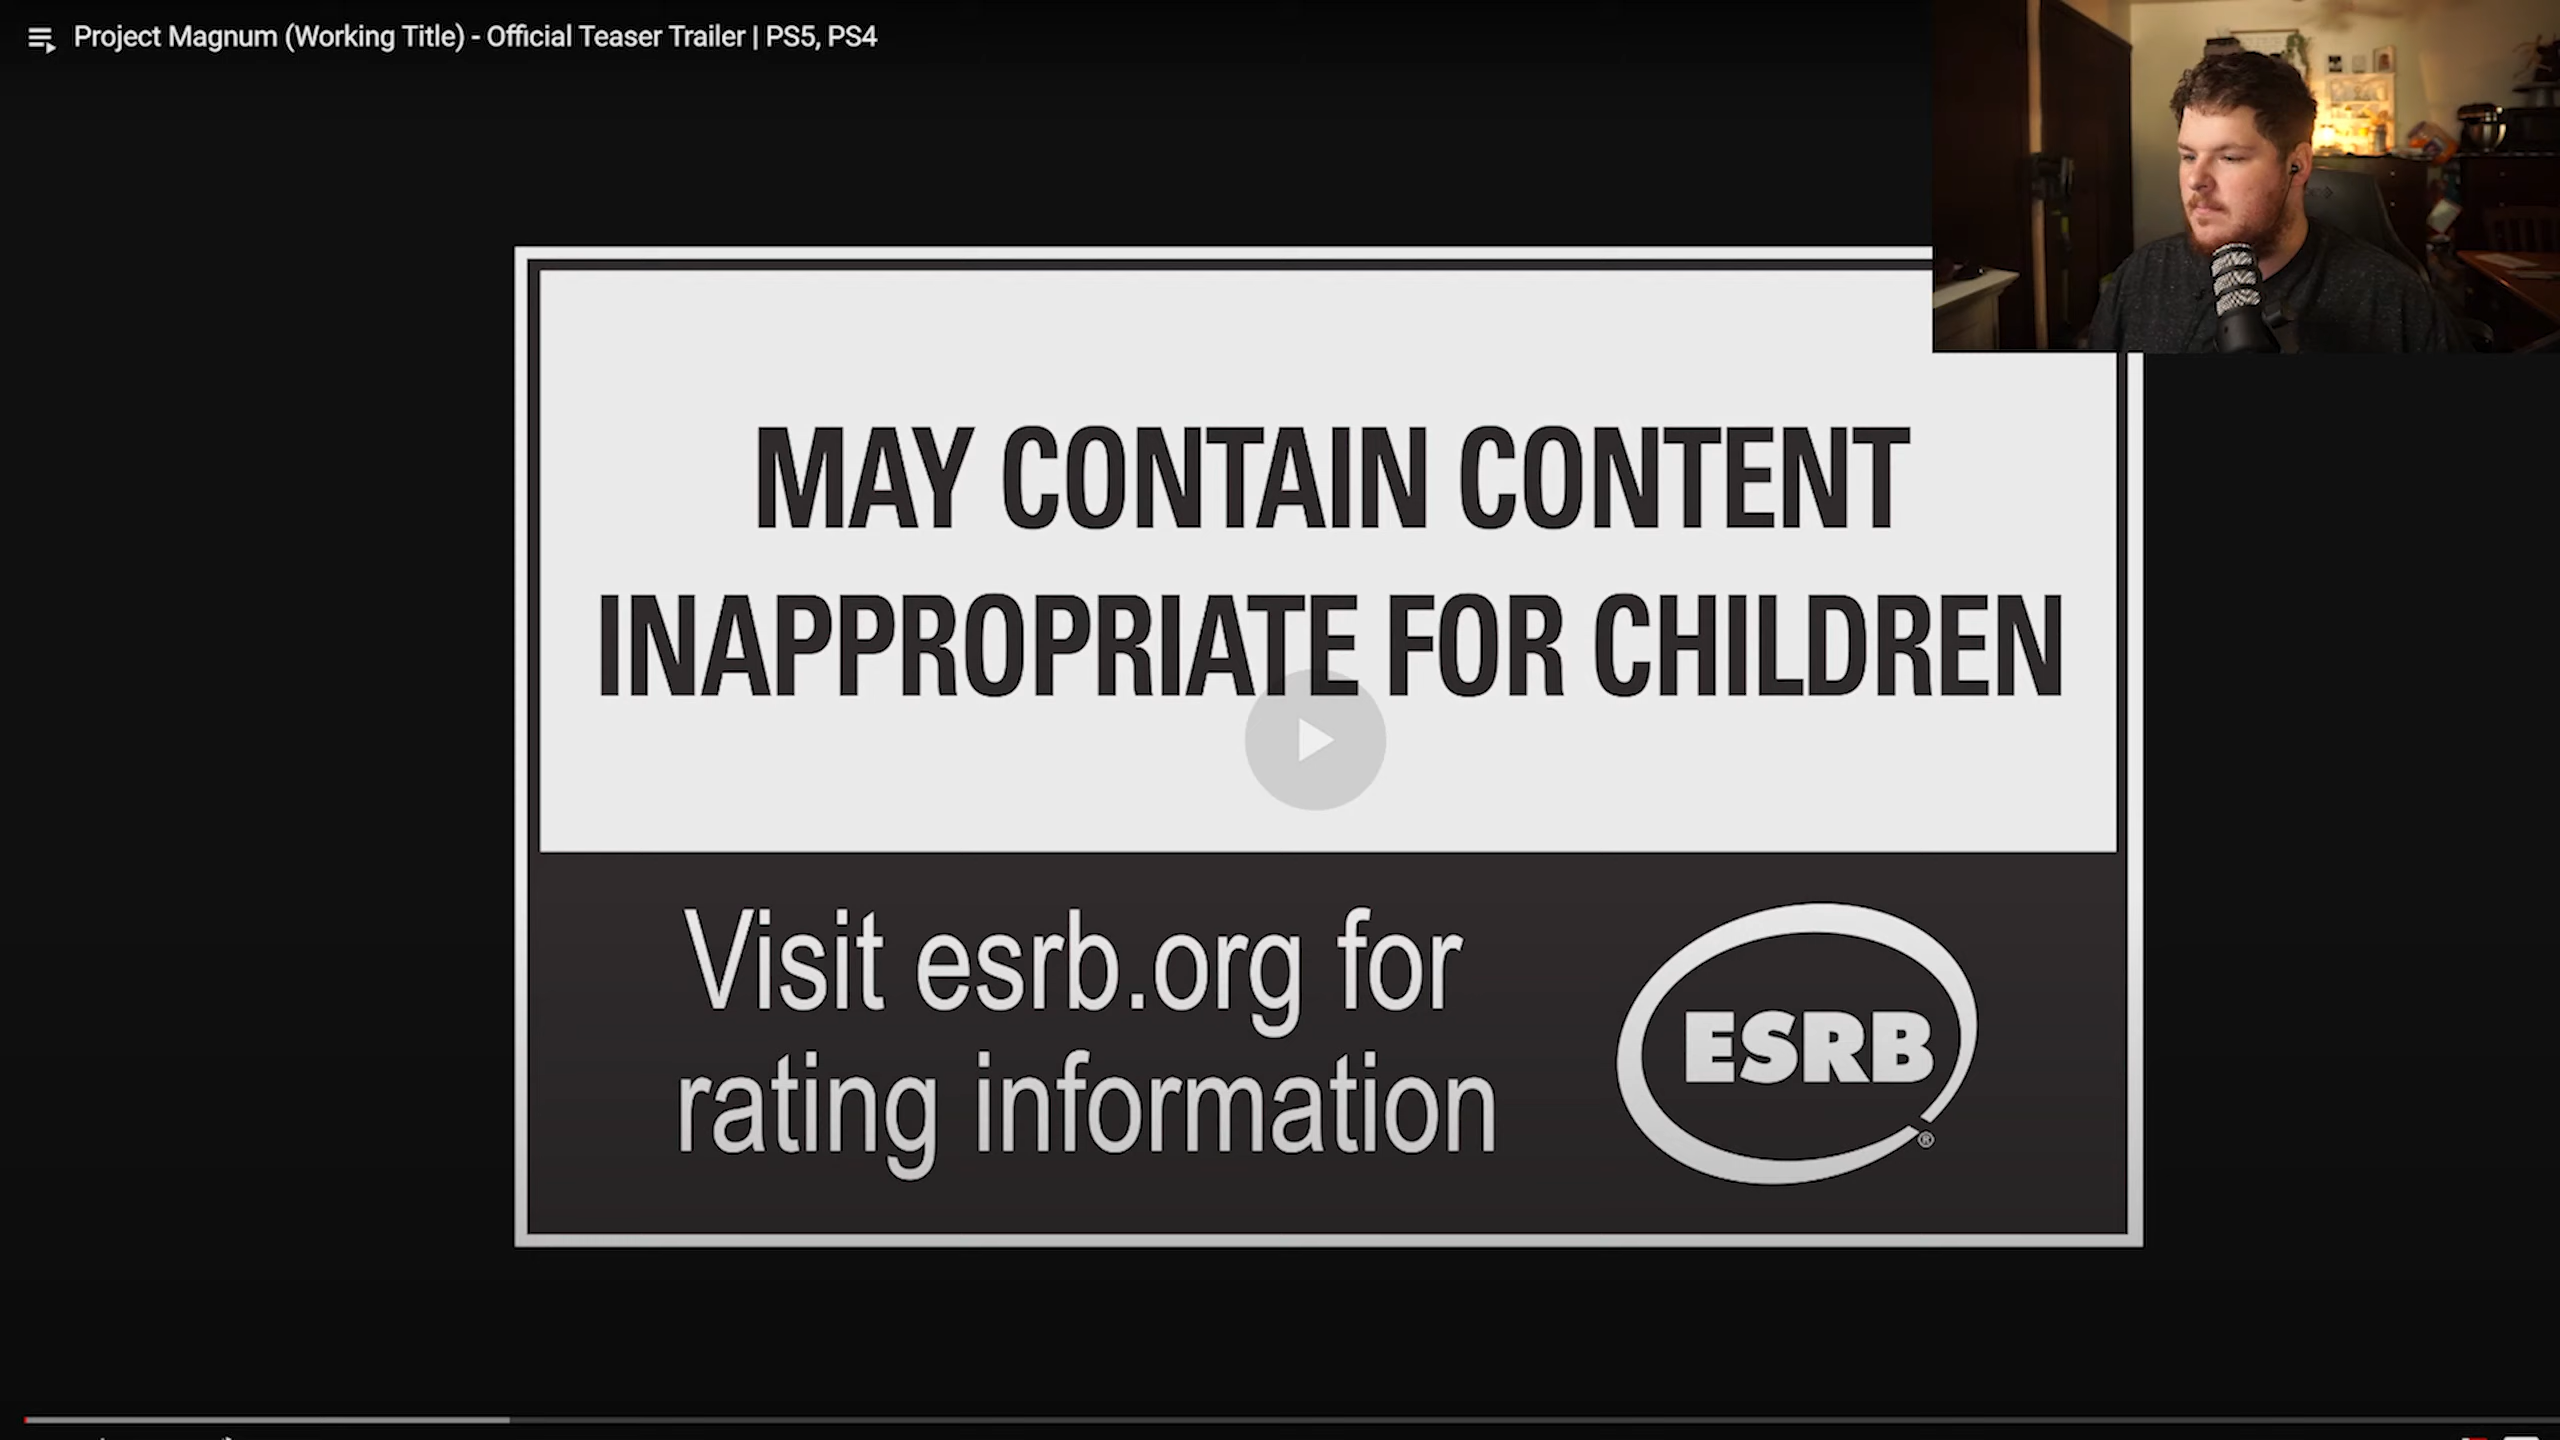 Project Magnum (Working Title) - Official Teaser Trailer | PS5, PS4
MAY CONTAIN CONTENT
INAPPROPRIATE FOR CHILDREN
Visit esrb.org for
rating information
ESRB
®